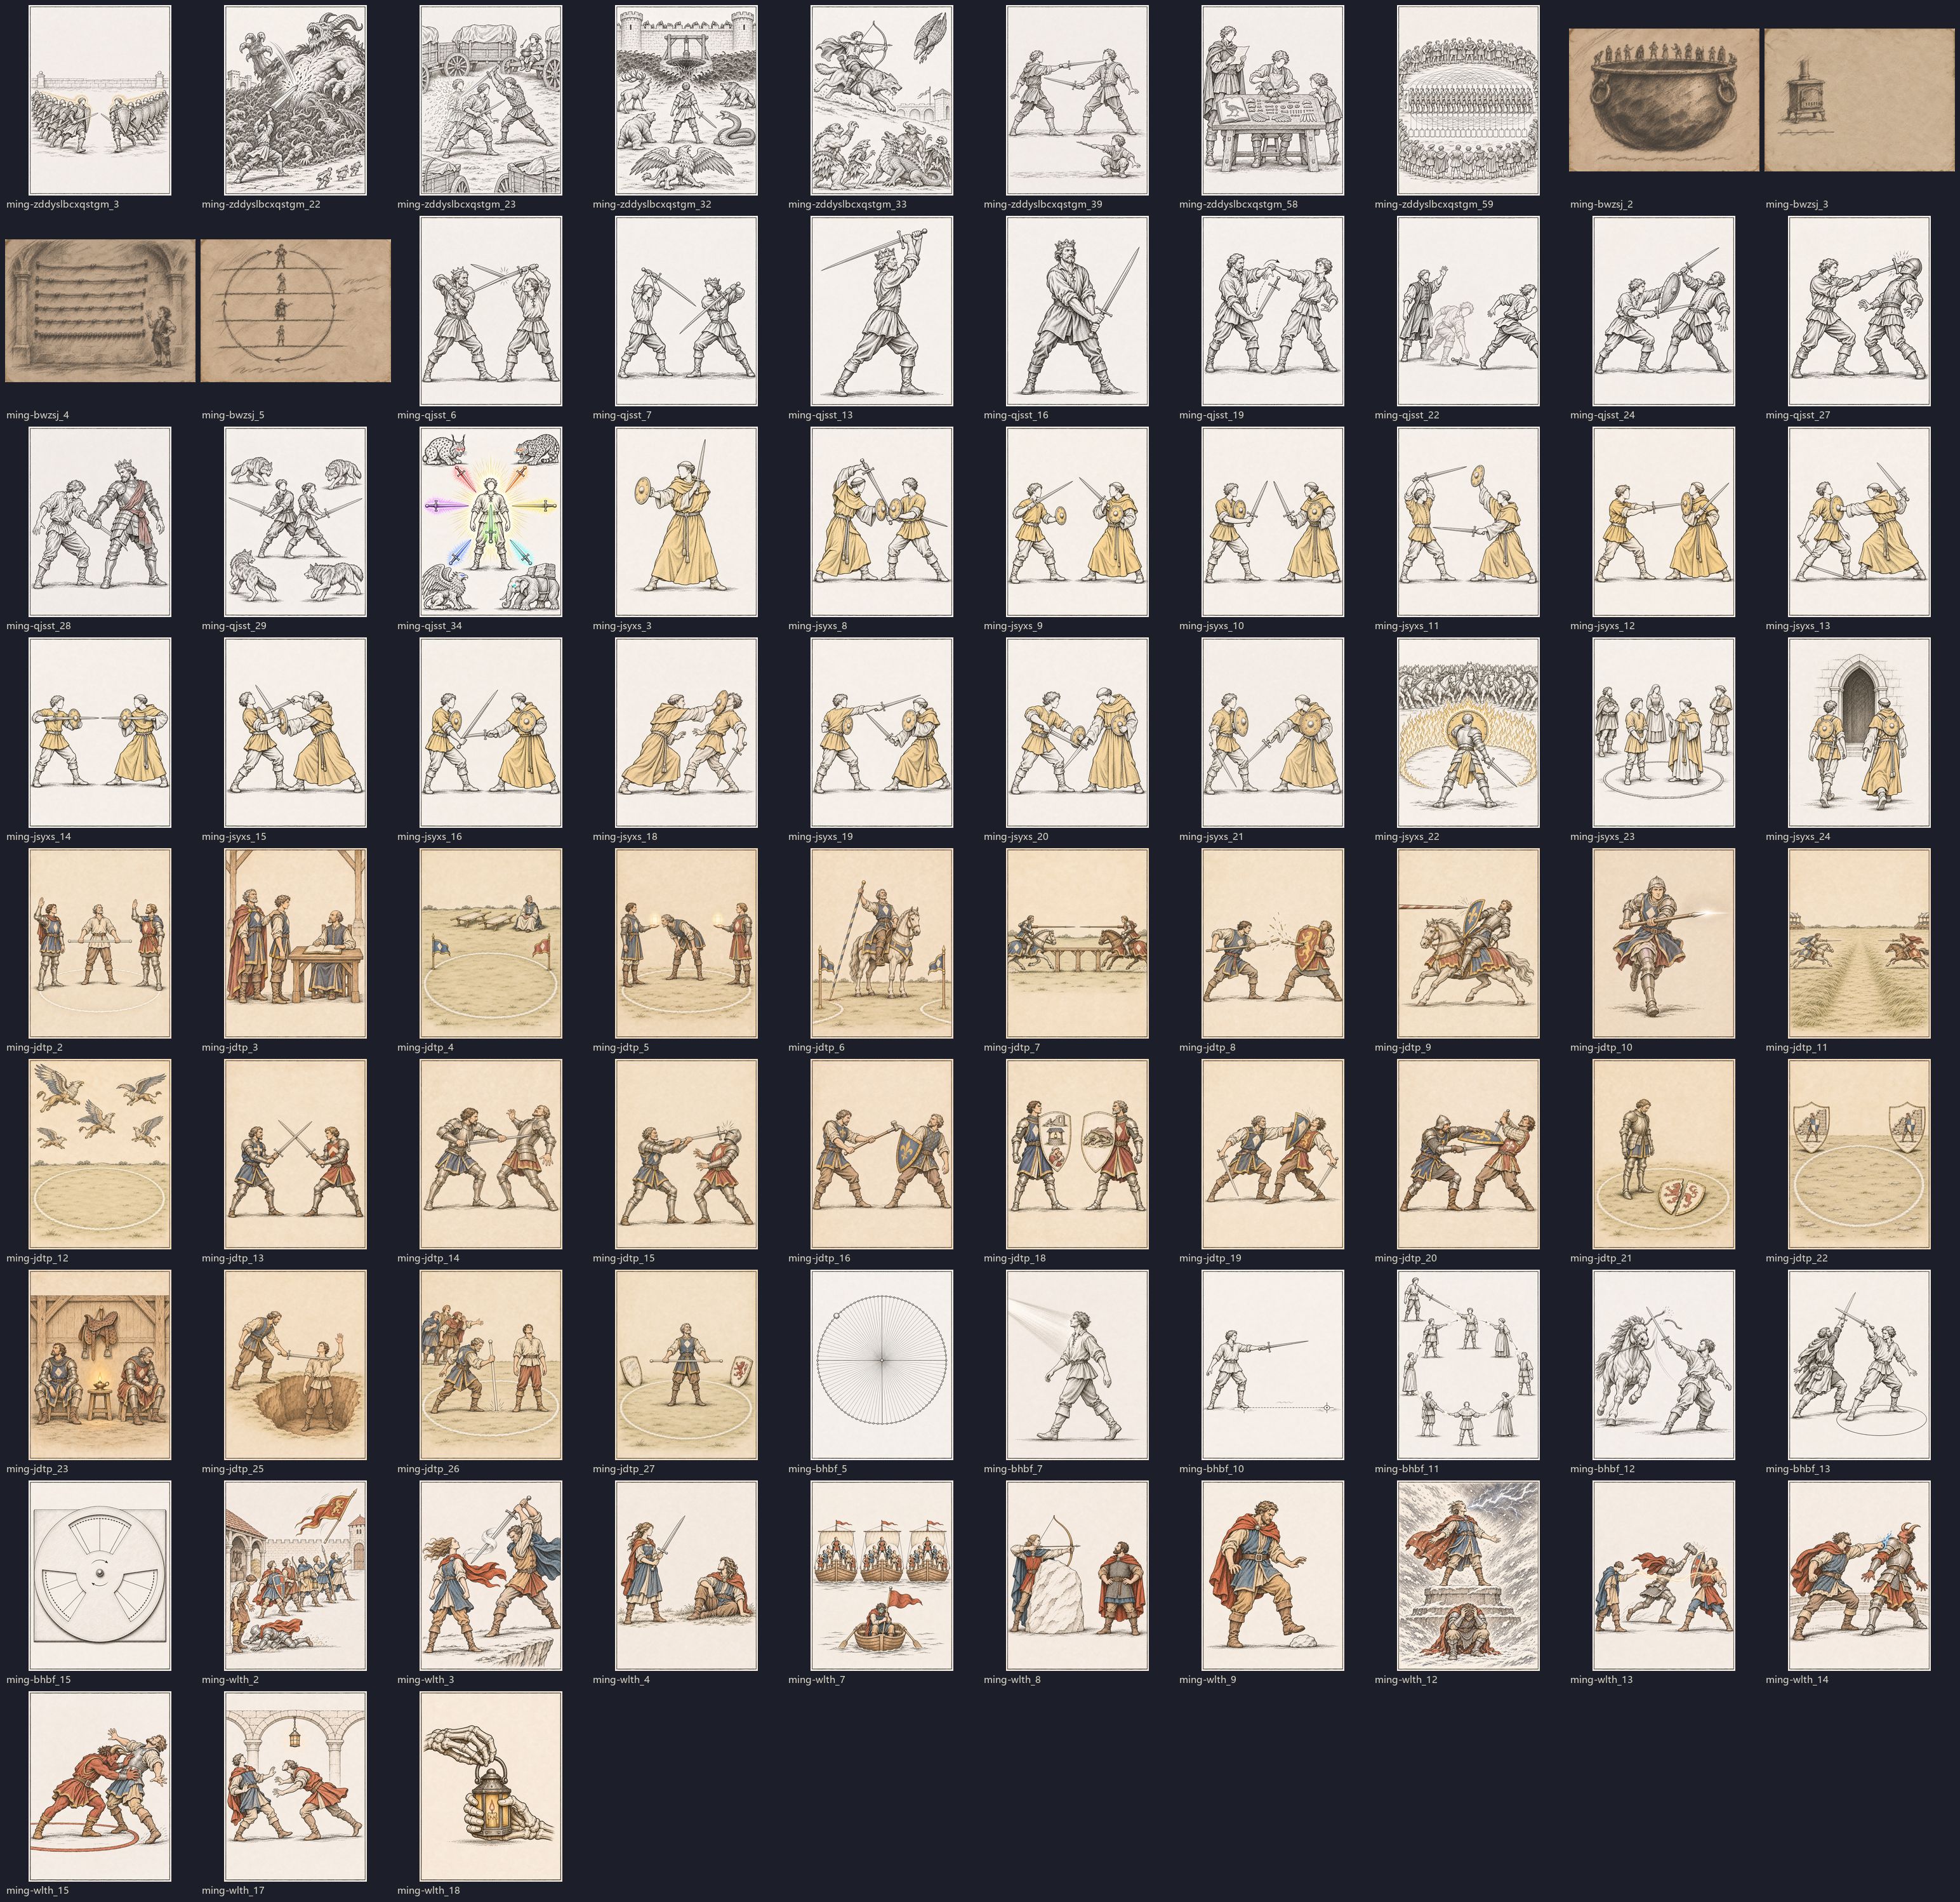 ming-zddyslbcxqstgm_3
ming-zddyslbcxqstgm_22
ming-zddyslbcxqstgm_23
ming-zddyslbcxqstgm_32
ming-zddyslbcxqstgm_33
ming-zddyslbcxqstgm_39
ming-zddyslbcxqstgm_58
ming-zddyslbcxqstgm_59
ming-bwzsj_2
ming-bwzsj_3
ming-bwzsj_4
ming-bwzsj_5
ming-qjsst_6
ming-qjsst_7
ming-qjsst_13
ming-qjsst_16
ming-qjsst_19
ming-qjsst_22
ming-qjsst_24
ming-qjsst_27
ming-qjsst_28
ming-qjsst_29
ming-qjsst_34
ming-jsyxs_3
ming-jsyxs_8
ming-jsyxs_9
ming-jsyxs_10
ming-jsyxs_11
ming-jsyxs_12
ming-jsyxs_13
ming-jsyxs_14
ming-jsyxs_15
ming-jsyxs_16
ming-jsyxs_18
ming-jsyxs_19
ming-jsyxs_20
ming-jsyxs_21
ming-jsyxs_22
ming-jsyxs_23
ming-jsyxs_24
ming-jdtp_2
ming-jdtp_3
ming-jdtp_4
ming-jdtp_5
ming-jdtp_6
ming-jdtp_7
ming-jdtp_8
ming-jdtp_9
ming-jdtp_10
ming-jdtp_11
ming-jdtp_12
ming-jdtp_13
ming-jdtp_14
ming-jdtp_15
ming-jdtp_16
ming-jdtp_18
ming-jdtp_19
ming-jdtp_20
ming-jdtp_21
ming-jdtp_22
ming-jdtp_23
ming-jdtp_25
ming-jdtp_26
ming-jdtp_27
ming-bhbf_5
ming-bhbf_7
ming-bhbf_10
ming-bhbf_11
ming-bhbf_12
ming-bhbf_13
ming-bhbf_15
ming-wlth_2
ming-wlth_3
ming-wlth_4
ming-wlth_7
ming-wlth_8
ming-wlth_9
ming-wlth_12
ming-wlth_13
ming-wlth_14
ming-wlth_15
ming-wlth_17
ming-wlth_18